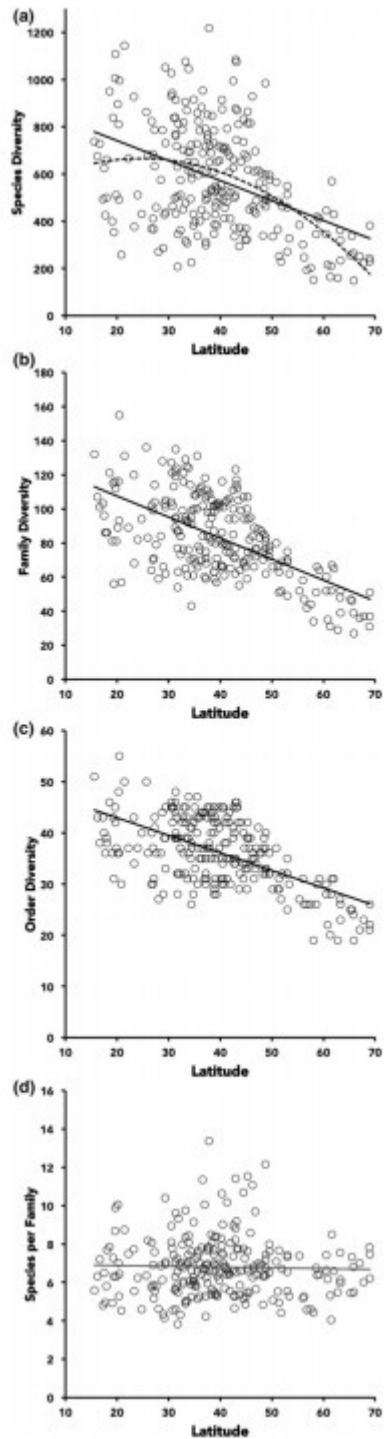 (a)
1200
1000
800
600
400
200
0
Species Diversity
10 20 30 40 50 60 70
Latitude
(b)
180
160
140
120
100
80
60
40
20
0
Family Diversity
10 20 30 40 50 60 70
Latitude
(c)
60
50
40
30
20
10
0
Order Diversity
10 20 30 40 50 60 70
Latitude
(d)
16
14
12
10
8
6
4
2
0
Species per Family
10 20 30 40 50 60 70
Latitude